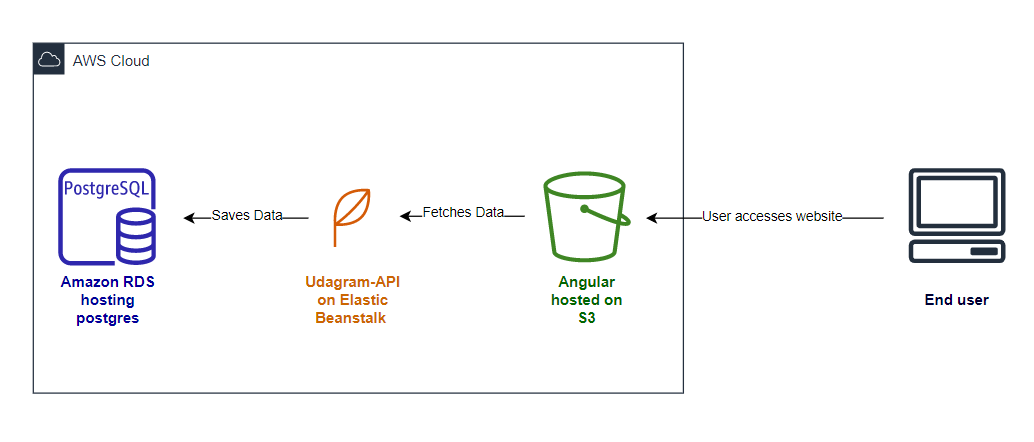 AWS Cloud
PostgreSQL
Saves Data
Fetches Data
User accesses website
Amazon RDS
hosting
postgres
Udagram-API
on Elastic
Beanstalk
Angular
hosted on
S3
End user